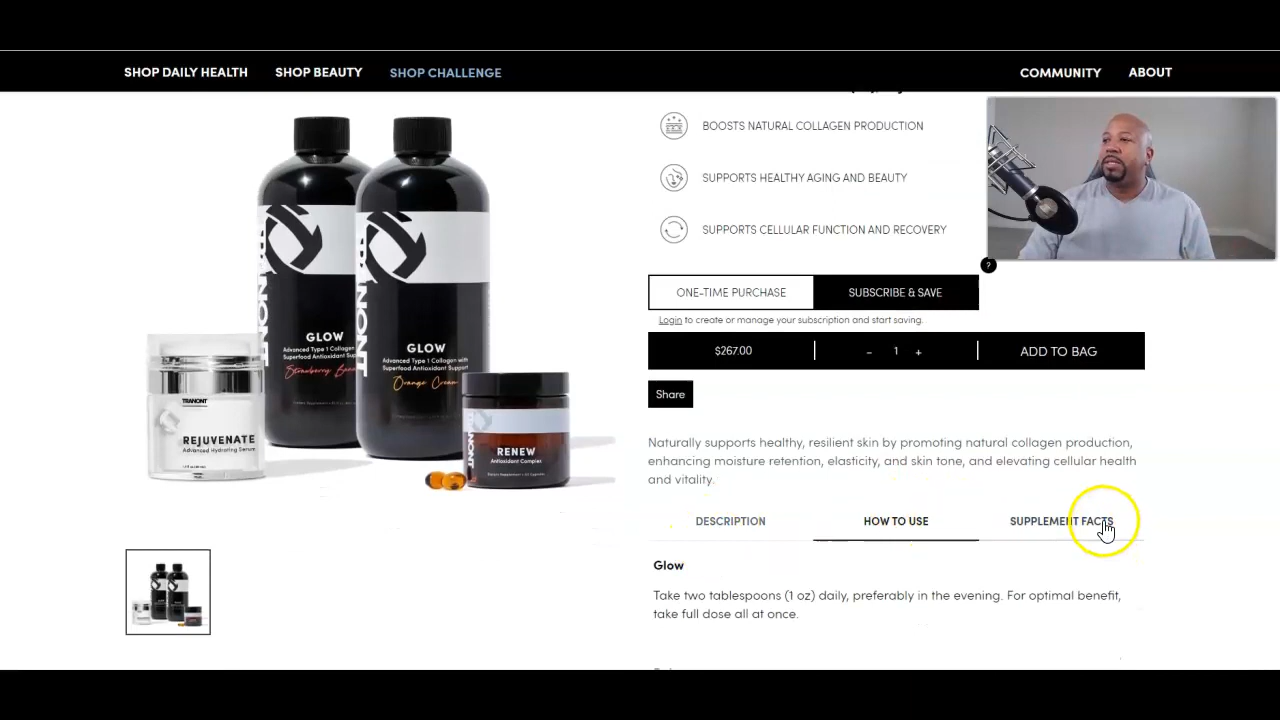 SHOP DAILY HEALTH
SHOP BEAUTY
SHOP CHALLENGE
COMMUNITY
ABOUT
BOOSTS NATURAL COLLAGEN PRODUCTION
SUPPORTS HEALTHY AGING AND BEAUTY
SUPPORTS CELLULAR FUNCTION AND RECOVERY
?
ONE-TIME PURCHASE
SUBSCRIBE & SAVE
Login to create or manage your subscription and start saving.
$267.00
-
1
+
ADD TO BAG
Share
Naturally supports healthy, resilient skin by promoting natural collagen production,
enhancing moisture retention, elasticity, and skin tone, and elevating cellular health
and vitality.
DESCRIPTION
HOW TO USE
SUPPLEMENT FACTS
Glow
Take two tablespoons (1 oz) daily, preferably in the evening. For optimal benefit,
take full dose all at once.
TRANONT
GLOW
Advanced Type 1 Collagen
Superfood Antioxidant
Strawberry
TRANONT
GLOW
Advanced Type 1 Collagen with
Superfood Antioxidant Support
Orange Cream
TRANONT
REJUVENATE
Advanced Hydrating Serum
TRANONT
RENEW
Antioxidant Complex